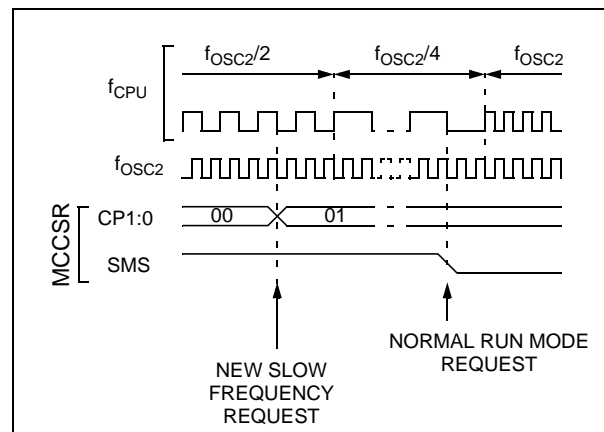 fOSC2/2 fOSC2/4 fOSC2
fCPU
fOSC2
MCCSR
CP1:0 00 01
SMS
NEW SLOW
FREQUENCY
REQUEST
NORMAL RUN MODE
REQUEST